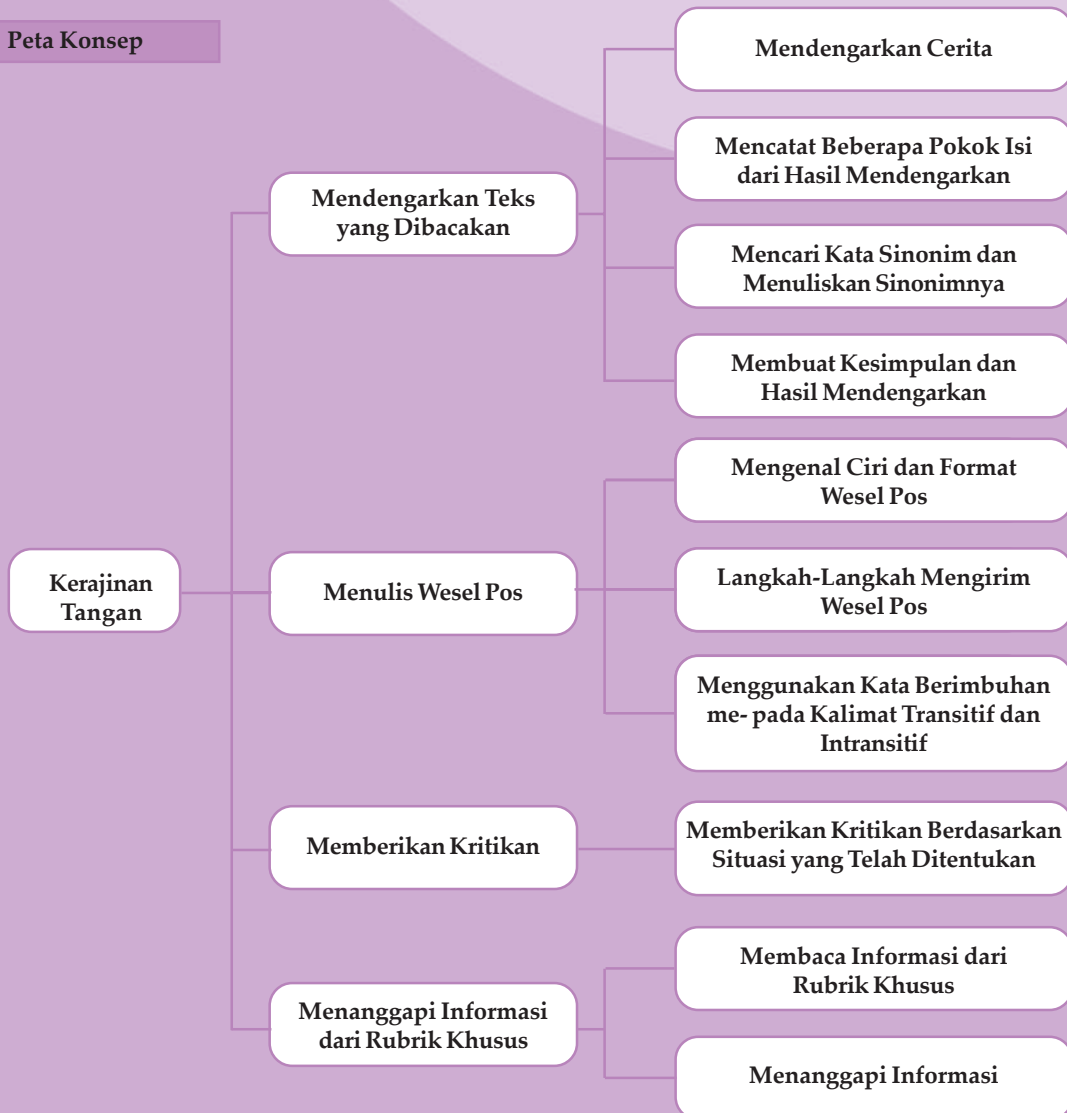 Peta Konsep
Kerajinan
Tangan
Mendengarkan Teks
yang Dibacakan
Mendengarkan Cerita
Mencatat Beberapa Pokok Isi
dari Hasil Mendengarkan
Mencari Kata Sinonim dan
Menuliskan Sinonimnya
Membuat Kesimpulan dan
Hasil Mendengarkan
Menulis Wesel Pos
Mengenal Ciri dan Format
Wesel Pos
Langkah-Langkah Mengirim
Wesel Pos
Menggunakan Kata Berimbuhan
me- pada Kalimat Transitif dan
Intransitif
Memberikan Kritikan
Memberikan Kritikan Berdasarkan
Situasi yang Telah Ditentukan
Menanggapi Informasi
dari Rubrik Khusus
Membaca Informasi dari
Rubrik Khusus
Menanggapi Informasi